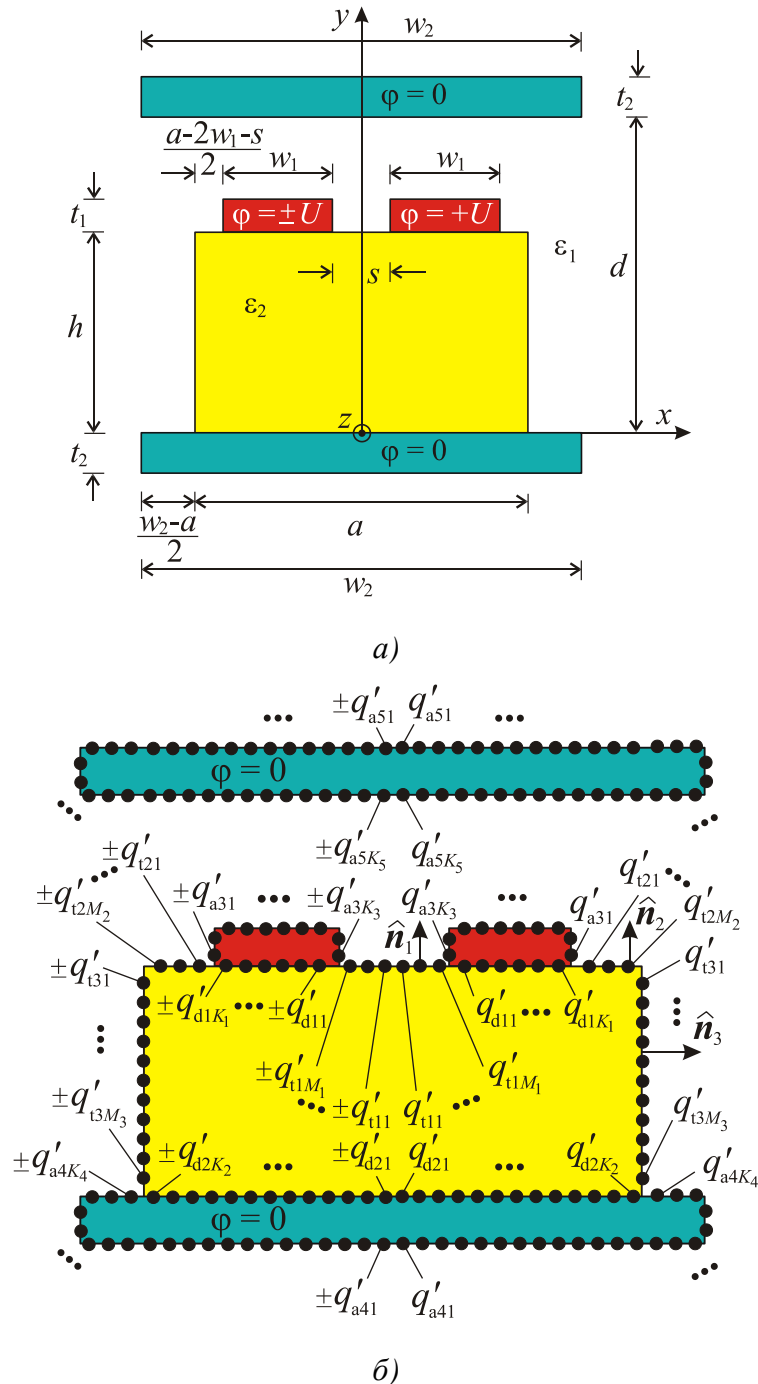 y
w₂
φ = 0
t₂
a-2w₁-s
2
w₁
w₁
t₁
φ = ±U
φ = +U
ε₁
s
d
ε₂
h
z
x
t₂
φ = 0
w₂-a
2
a
w₂
а)
... ±q′a51 q′a51 ...
φ = 0
... ±q′a5K₅ q′a5K₅ ...
±q′t21
±q′t2M₂ ...
±q′a31 ... ±q′a3K₃ q′a3K₃ ... q′a31
q′t21 ...
n̂₁
n̂₂
q′t2M₂
±q′t31
q′t31
±q′d1K₁ ... ±q′d11 q′d11 ... q′d1K₁
...
...
n̂₃
±q′t1M₁ q′t1M₁
... ±q′t11 q′t11 ...
±q′t3M₃ q′t3M₃
±q′d2K₂ ... ±q′d21 q′d21 ... q′d2K₂
±q′a4K₄ q′a4K₄
φ = 0
... ±q′a41 q′a41 ...
б)